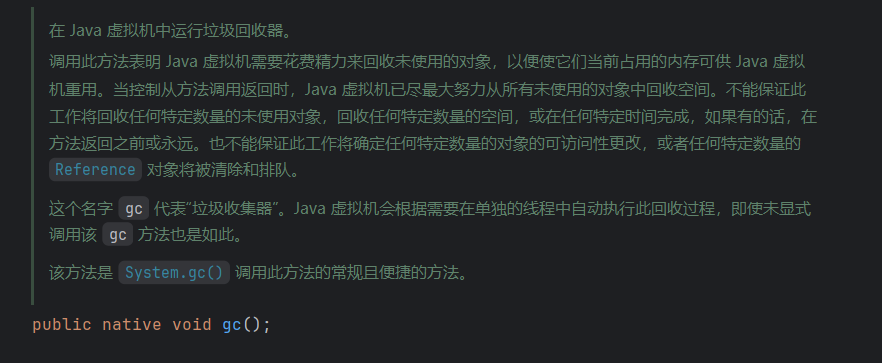 在 Java 虚拟机中运行垃圾回收器。
调用此方法表明 Java 虚拟机需要花费精力来回收未使用的对象，以便使它们当前占用的内存可供 Java 虚拟
机重用。当控制从方法调用返回时，Java 虚拟机已尽最大努力从所有未使用的对象中回收空间。不能保证此
工作将回收任何特定数量的未使用对象，回收任何特定数量的空间，或在任何特定时间完成，如果有的话，在
方法返回之前或永远。也不能保证此工作将确定任何特定数量的对象的可访问性更改，或者任何特定数量的
Reference 对象将被清除和排队。
这个名字 gc 代表“垃圾收集器”。Java 虚拟机会根据需要在单独的线程中自动执行此回收过程，即使未显式
调用该 gc 方法也是如此。
该方法是 System.gc() 调用此方法的常规且便捷的方法。
public native void gc();